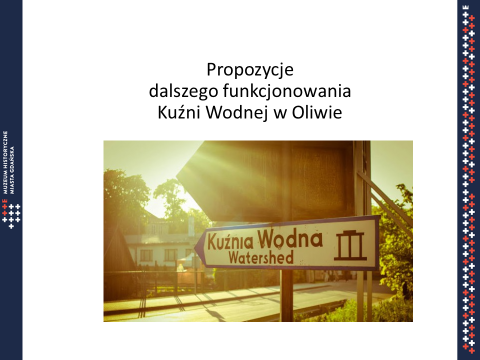 Propozycje
dalszego funkcjonowania
Kuźni Wodnej w Oliwie
MUZEUM HISTORYCZNE
MIASTA GDAŃSKA
Kuźnia Wodna
Watershed